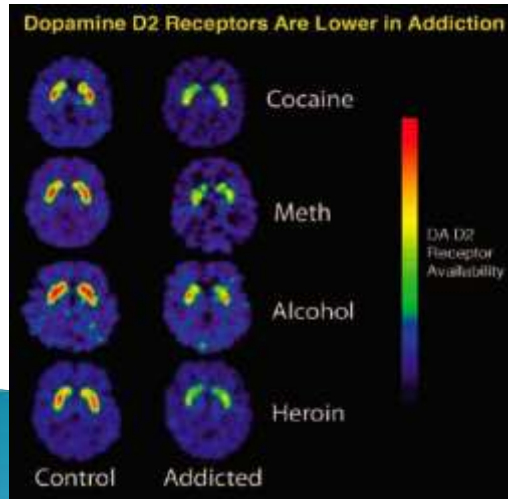 Dopamine D2 Receptors Are Lower in Addiction
Cocaine
Meth
DA D2
Receptor
Availability
Alcohol
Heroin
Control
Addicted